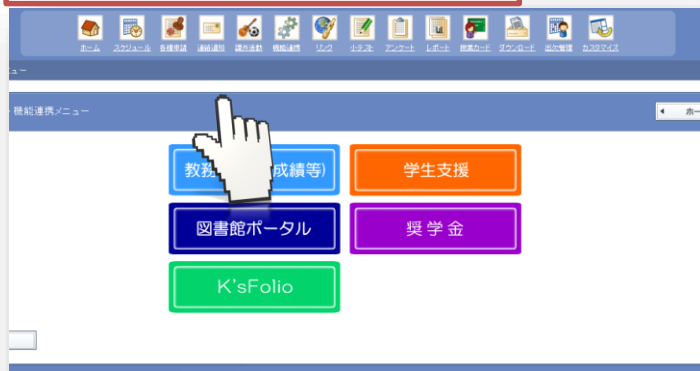 ホーム スケジュール 各種申請 連絡通知 課外活動 機能連携 リンク 小テスト アンケート レポート 授業カード ダウンロード 出欠管理 カスタマイズ
ュー
機能連携メニュー
ホー
教務 成績等)
学生支援
図書館ポータル
奨学金
K'sFolio